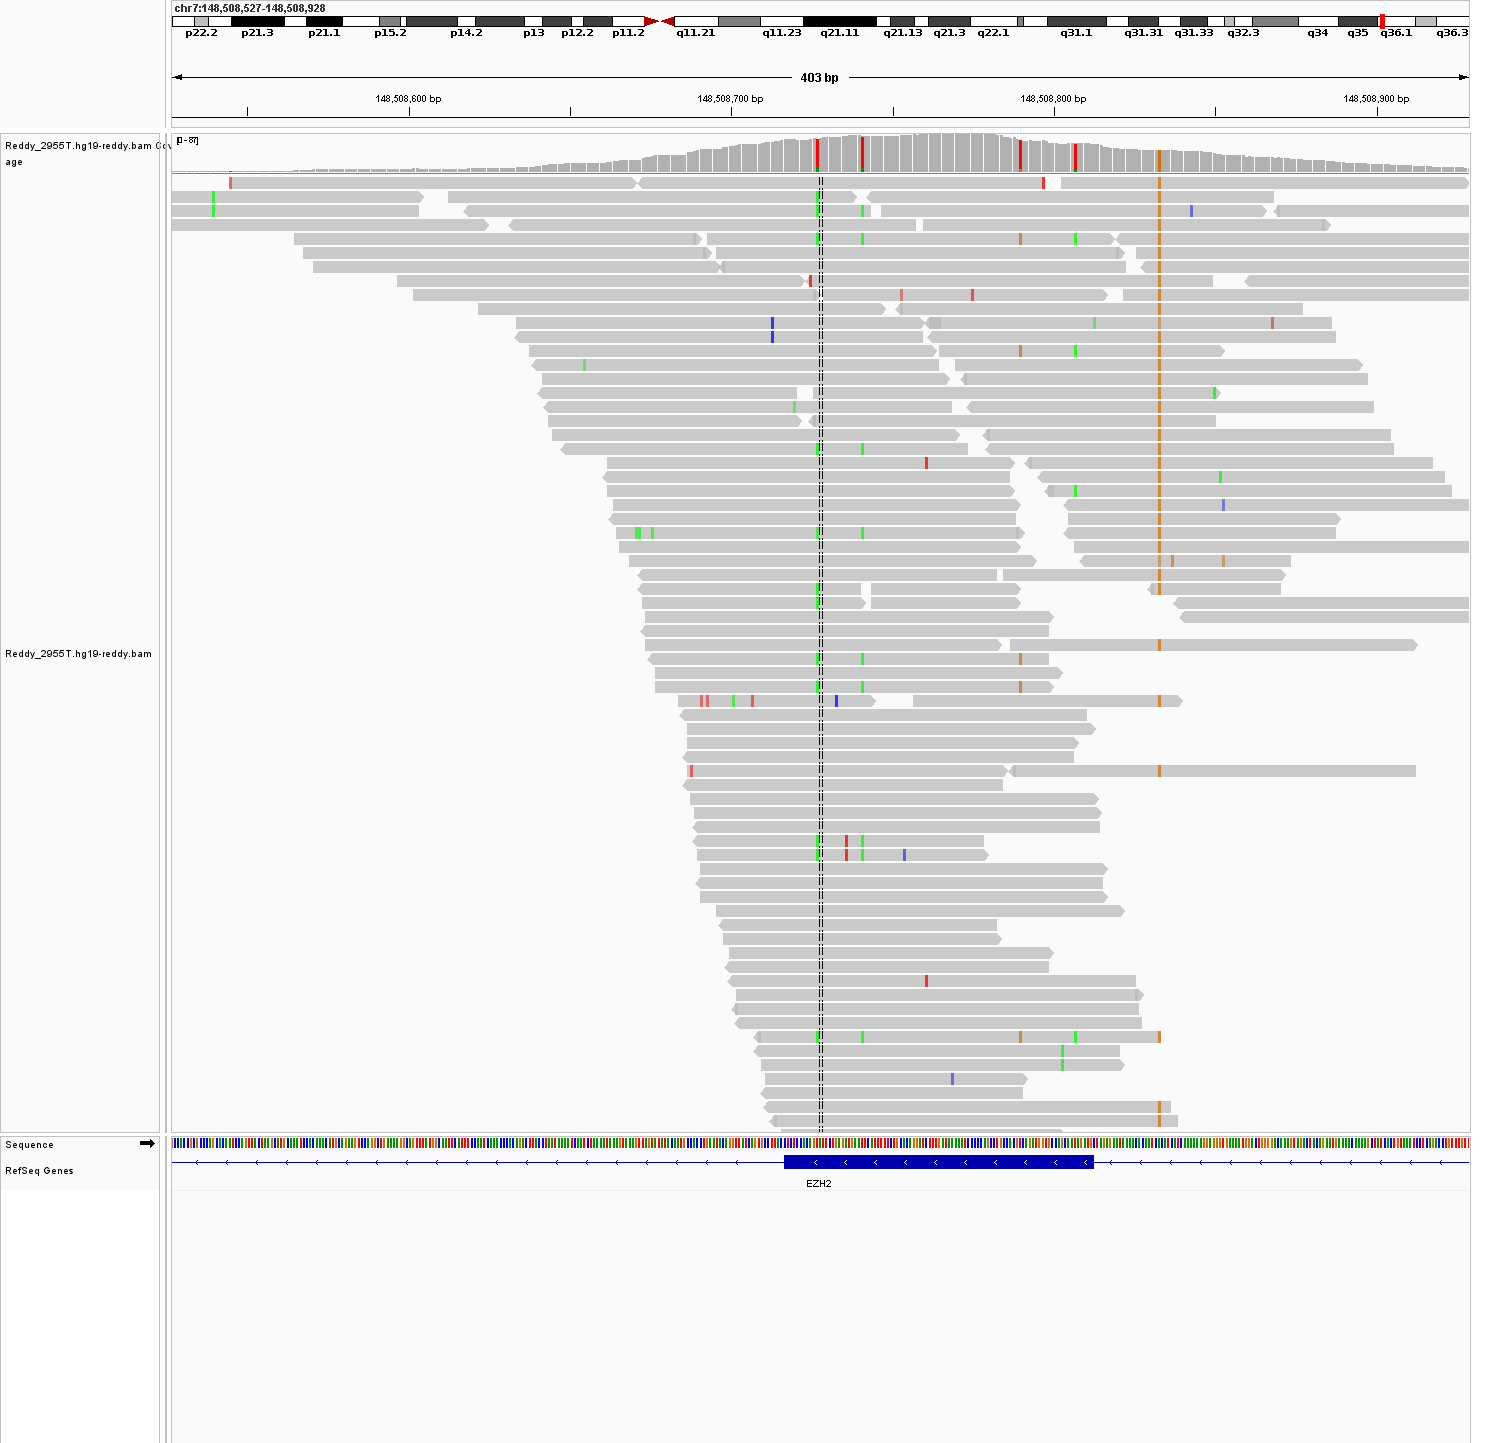 chr7:148,508,527-148,508,928
p22.2 p21.3 p21.1 p15.2 p14.2 p13 p12.2 p11.2 q11.21 q11.23 q21.11 q21.13 q21.3 q22.1 q31.1 q31.31 q31.33 q32.3 q34 q35 q36.1 q36.3
403 bp
148,508,600 bp 148,508,700 bp 148,508,800 bp 148,508,900 bp
Reddy_2955T.hg19-reddy.bam Cov
age
[0 - 87]
Reddy_2955T.hg19-reddy.bam
Sequence
RefSeq Genes
EZH2